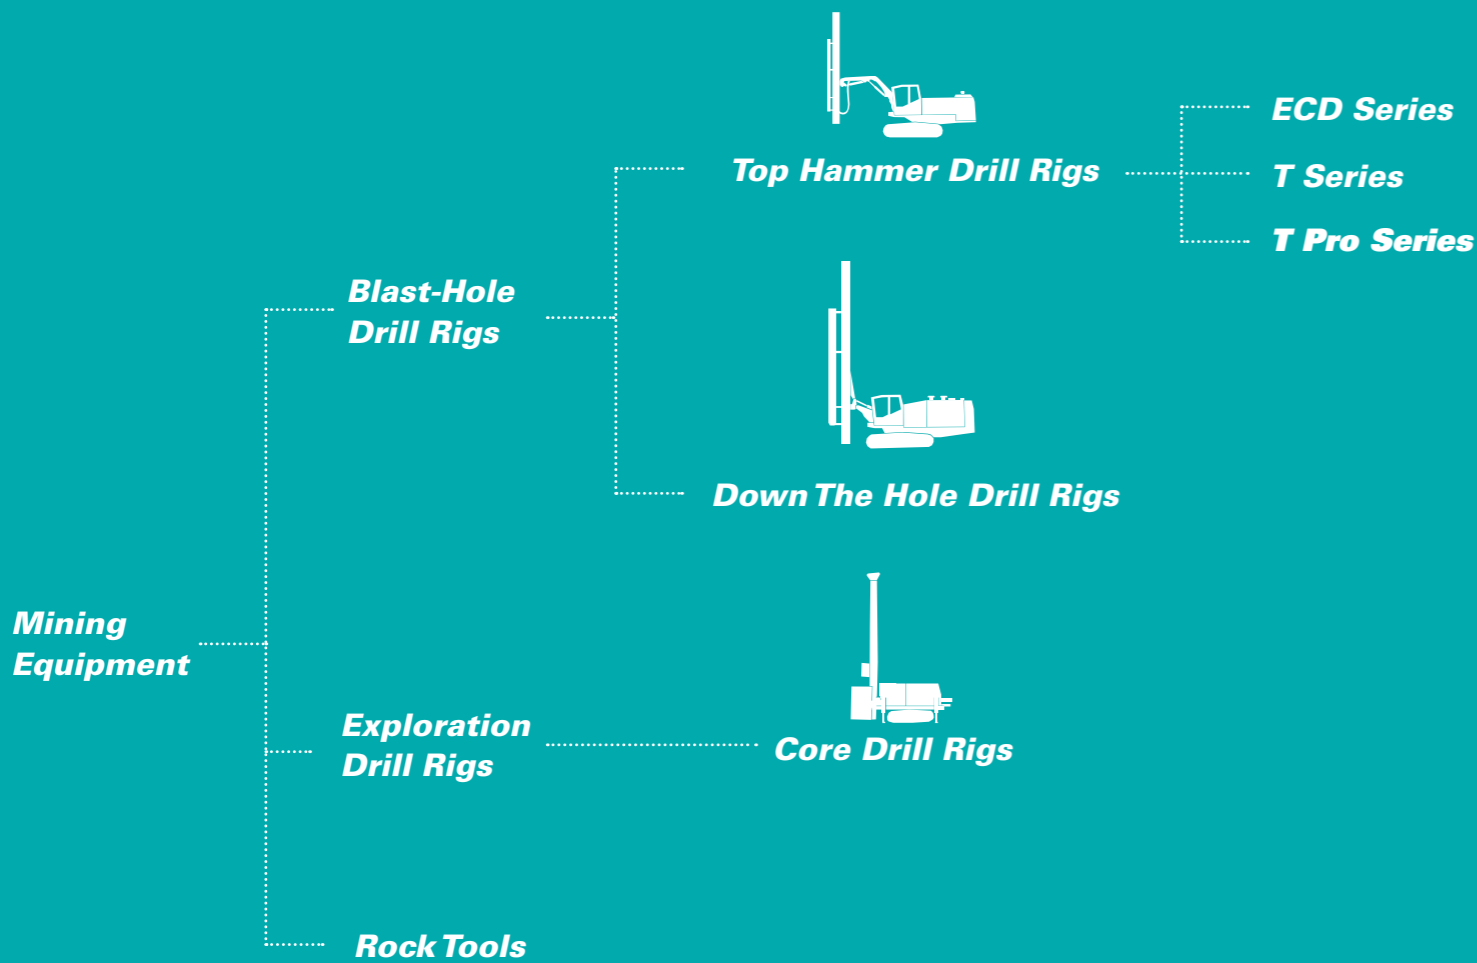 Mining
Equipment
Blast-Hole
Drill Rigs
Top Hammer Drill Rigs
ECD Series
T Series
T Pro Series
Down The Hole Drill Rigs
Exploration
Drill Rigs
Core Drill Rigs
Rock Tools